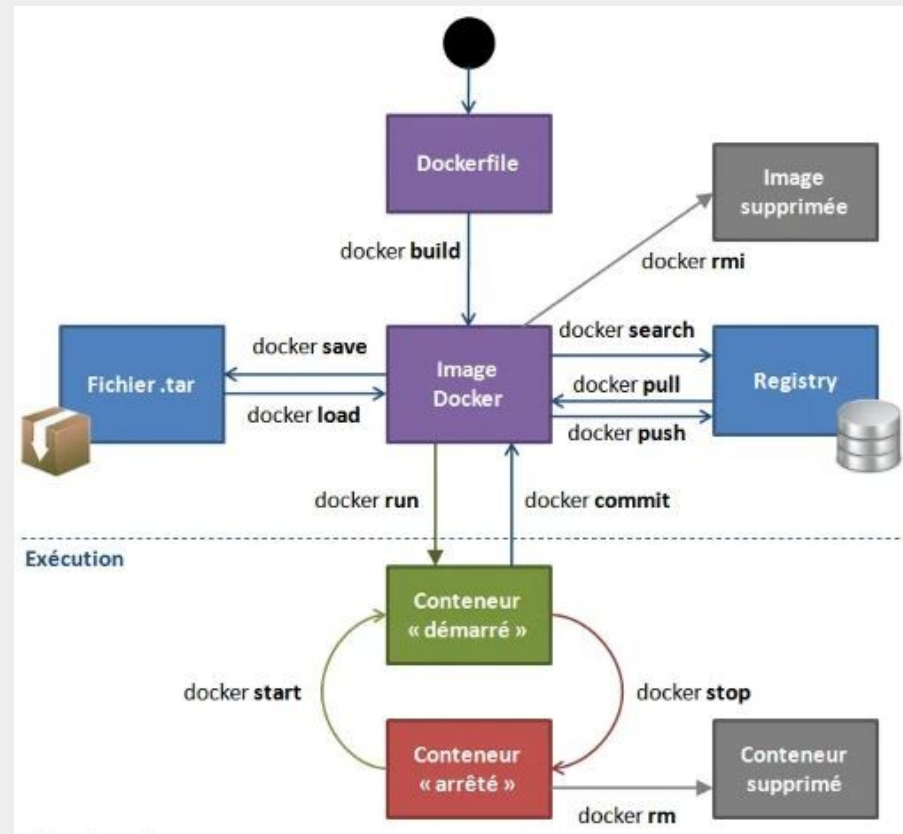 Dockerfile
Image
supprimée
docker build
docker rmi
docker search
docker save
Image
Docker
Fichier .tar
docker pull
Registry
docker load
docker push
docker run
docker commit
Exécution
Conteneur
« démarré »
docker start
docker stop
Conteneur
« arrêté »
Conteneur
supprimé
docker rm